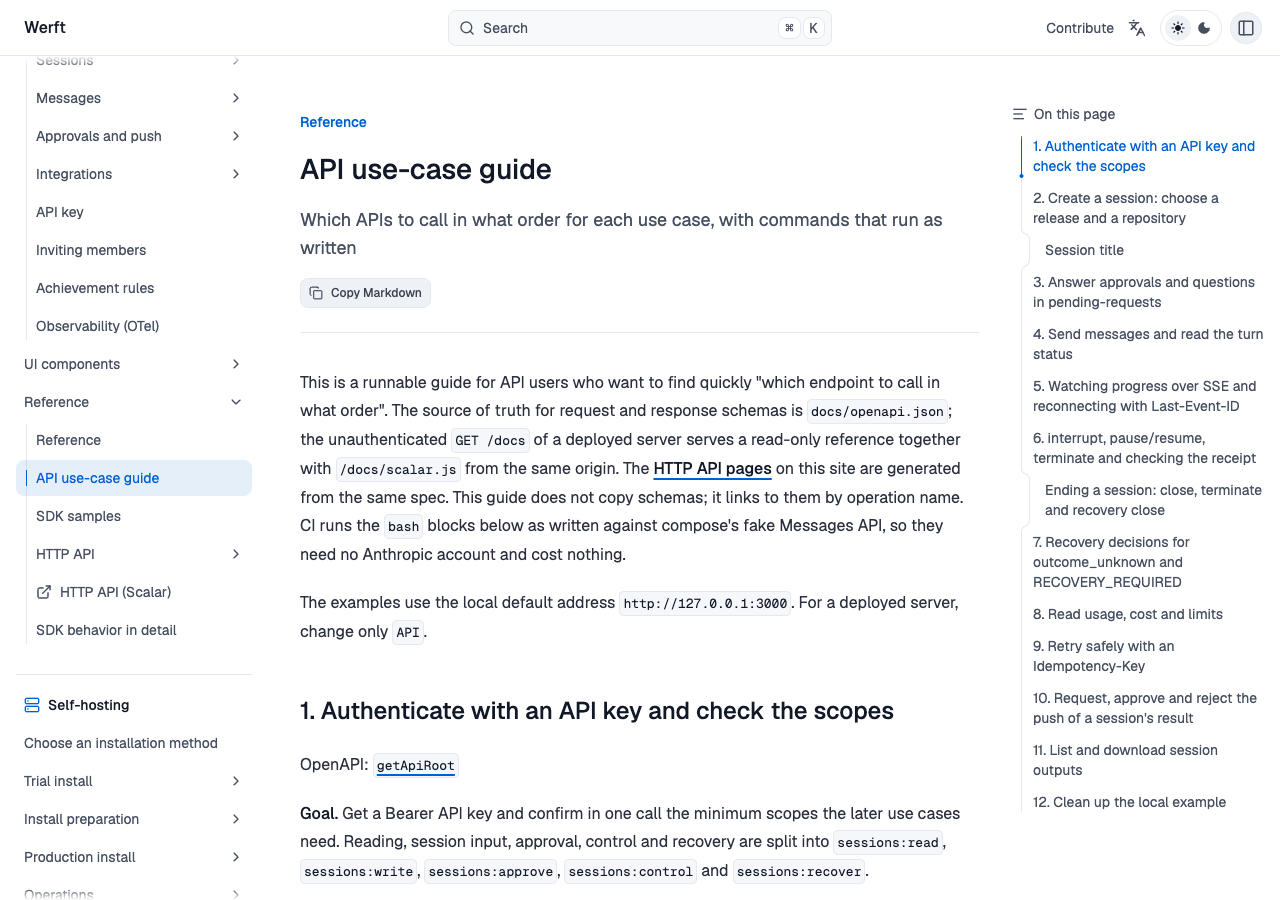 Werft
Search
⌘ K
Contribute
Sessions
Messages
Approvals and push
Integrations
API key
Inviting members
Achievement rules
Observability (OTel)
UI components
Reference
Reference
API use-case guide
SDK samples
HTTP API
HTTP API (Scalar)
SDK behavior in detail
Self-hosting
Choose an installation method
Trial install
Install preparation
Production install
Operations
Reference
API use-case guide
Which APIs to call in what order for each use case, with commands that run as
written
Copy Markdown
This is a runnable guide for API users who want to find quickly "which endpoint to call in
what order". The source of truth for request and response schemas is docs/openapi.json;
the unauthenticated GET /docs of a deployed server serves a read-only reference together
with /docs/scalar.js from the same origin. The HTTP API pages on this site are generated
from the same spec. This guide does not copy schemas; it links to them by operation name.
CI runs the bash blocks below as written against compose's fake Messages API, so they
need no Anthropic account and cost nothing.
The examples use the local default address http://127.0.0.1:3000. For a deployed server,
change only API.
1. Authenticate with an API key and check the scopes
OpenAPI: getApiRoot
Goal. Get a Bearer API key and confirm in one call the minimum scopes the later use cases
need. Reading, session input, approval, control and recovery are split into sessions:read,
sessions:write, sessions:approve, sessions:control and sessions:recover.
On this page
1. Authenticate with an API key and
check the scopes
2. Create a session: choose a
release and a repository
Session title
3. Answer approvals and questions
in pending-requests
4. Send messages and read the turn
status
5. Watching progress over SSE and
reconnecting with Last-Event-ID
6. interrupt, pause/resume,
terminate and checking the receipt
Ending a session: close, terminate
and recovery close
7. Recovery decisions for
outcome_unknown and
RECOVERY_REQUIRED
8. Read usage, cost and limits
9. Retry safely with an
Idempotency-Key
10. Request, approve and reject the
push of a session's result
11. List and download session
outputs
12. Clean up the local example